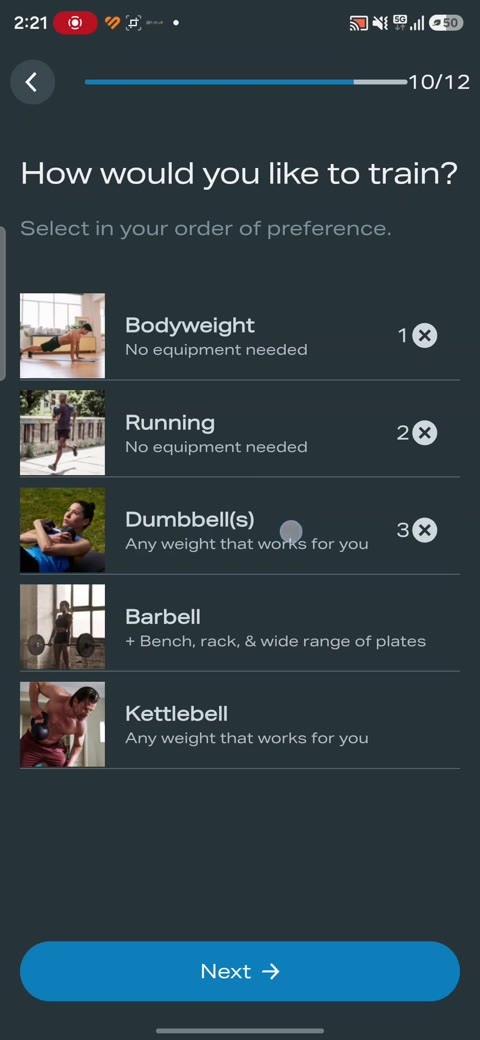 2:21
5G
50
10/12
How would you like to train?
Select in your order of preference.
Bodyweight
No equipment needed
1
Running
No equipment needed
2
Dumbbell(s)
Any weight that works for you
3
Barbell
+ Bench, rack, & wide range of plates
Kettlebell
Any weight that works for you
Next →